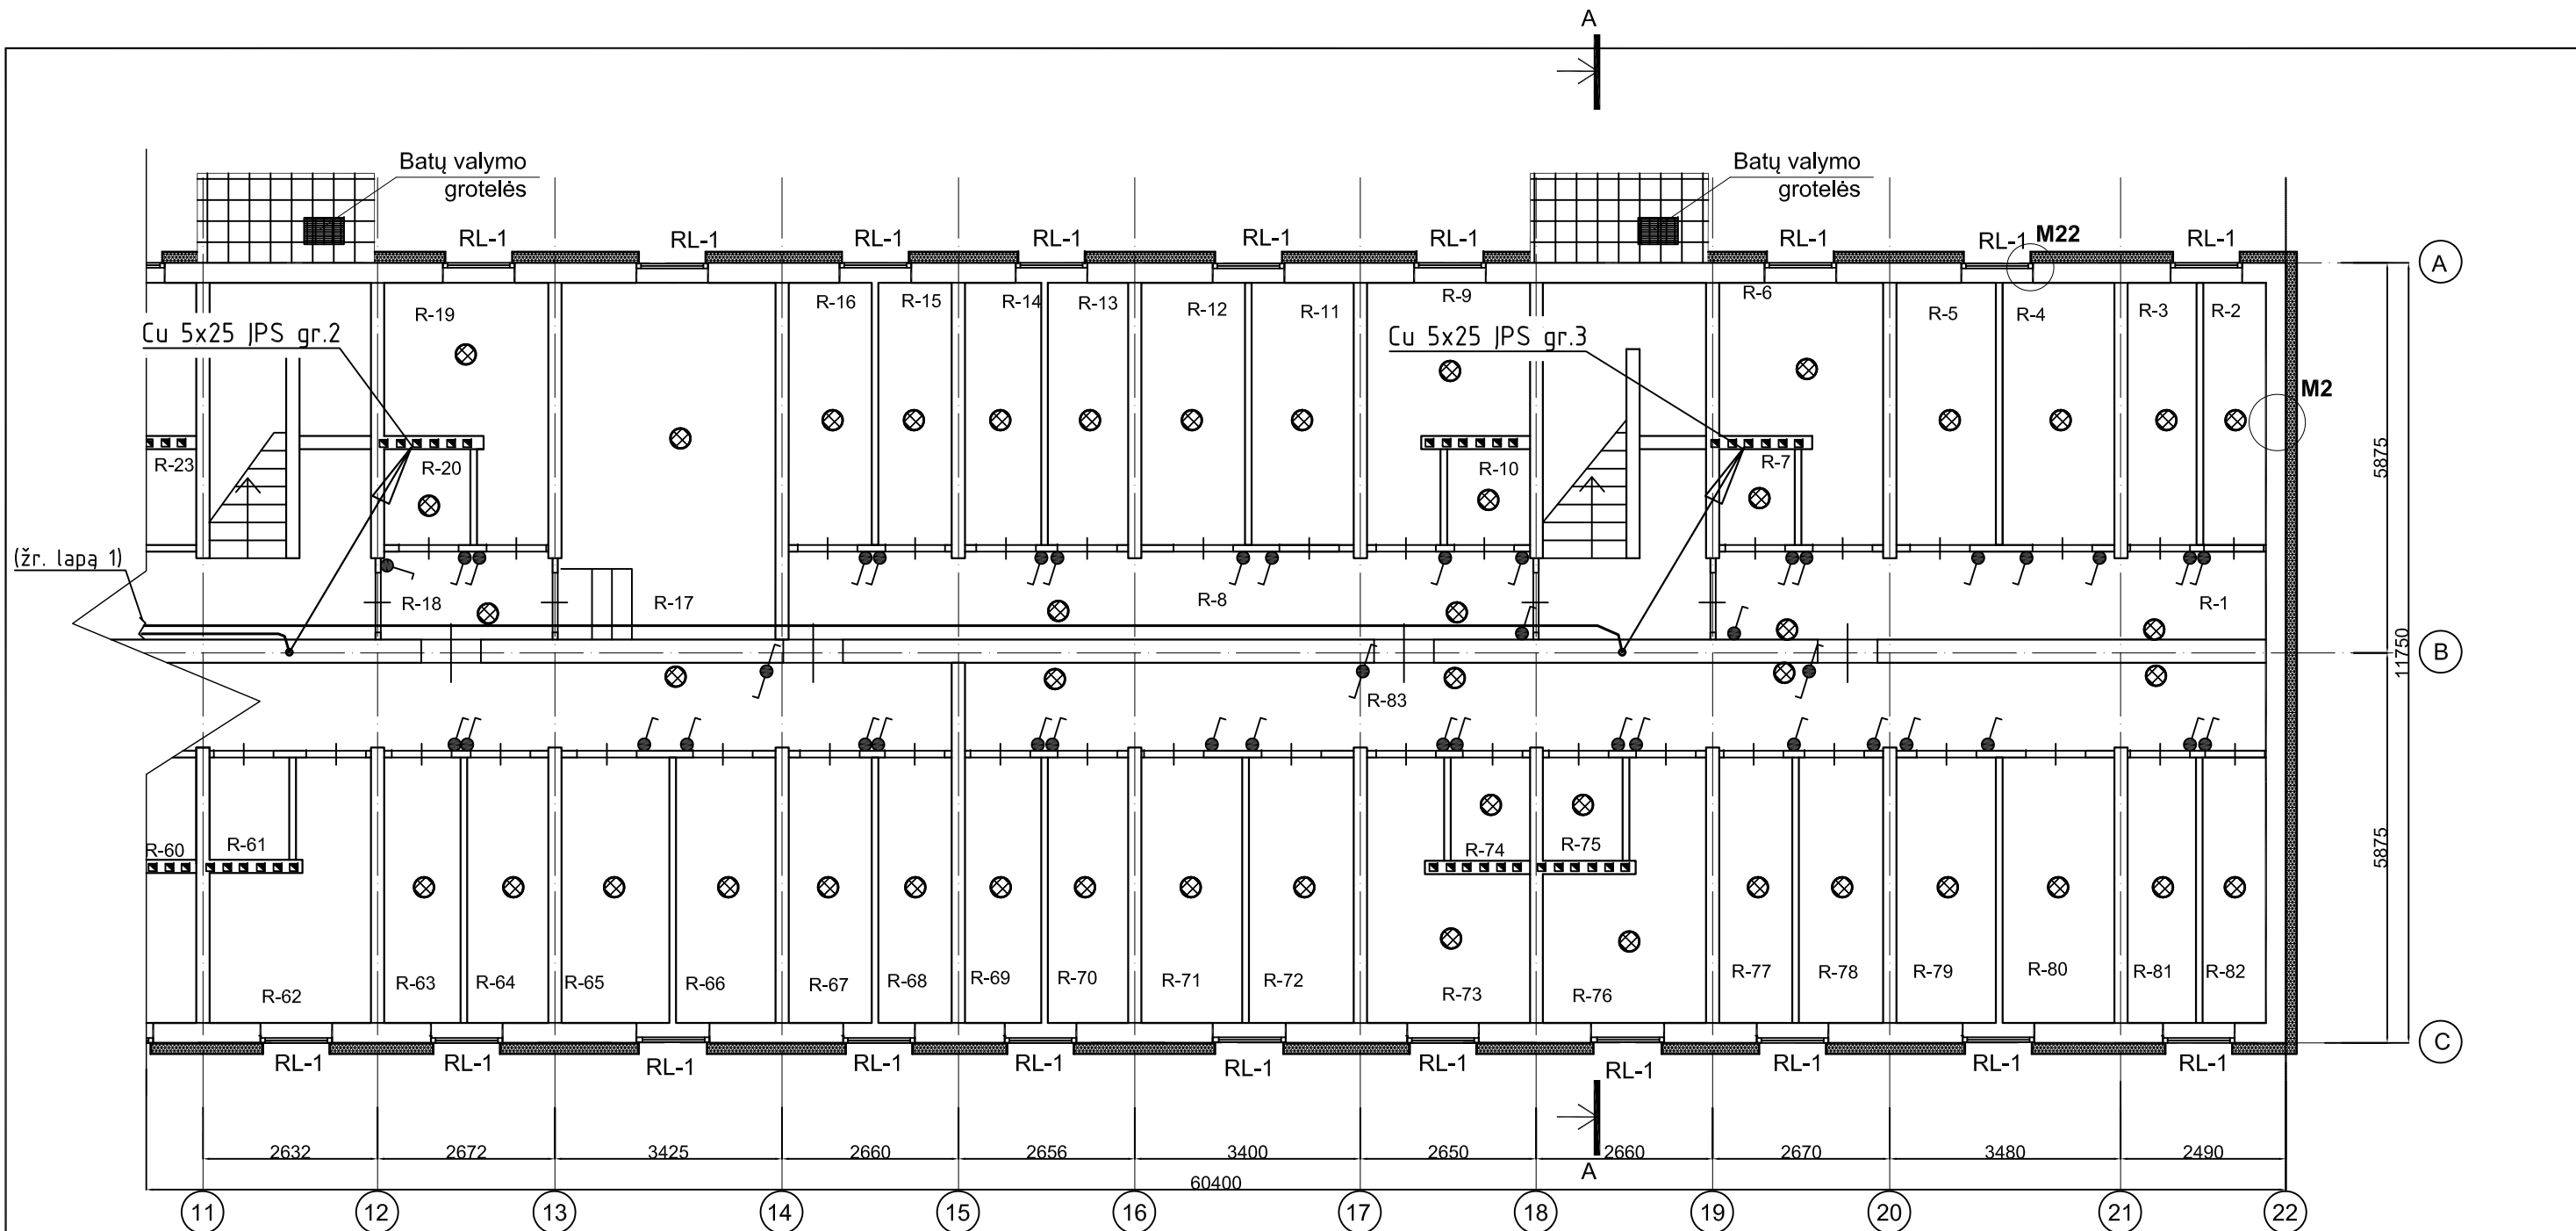 A
Batų valymo
grotelės
Batų valymo
grotelės
RL-1 RL-1 RL-1 RL-1 RL-1 RL-1 RL-1 RL-1 M22 RL-1
A
R-19 R-16 R-15 R-14 R-13 R-12 R-11 R-9 R-6 R-5 R-4 R-3 R-2
Cu 5x25 JPS gr.2
Cu 5x25 JPS gr.3
M2
5875
R-23 R-20 R-10 R-7
(žr. lapą 1)
R-18 R-17 R-8 R-1
B
11750
R-83
R-60 R-61 R-74 R-75
5875
R-62 R-63 R-64 R-65 R-66 R-67 R-68 R-69 R-70 R-71 R-72 R-73 R-76 R-77 R-78 R-79 R-80 R-81 R-82
C
RL-1 RL-1 RL-1 RL-1 RL-1 RL-1 RL-1 RL-1 RL-1 RL-1 RL-1
2632 2672 3425 2660 2656 3400 2650 2660 2670 3480 2490
A
60400
11 12 13 14 15 16 17 18 19 20 21 22